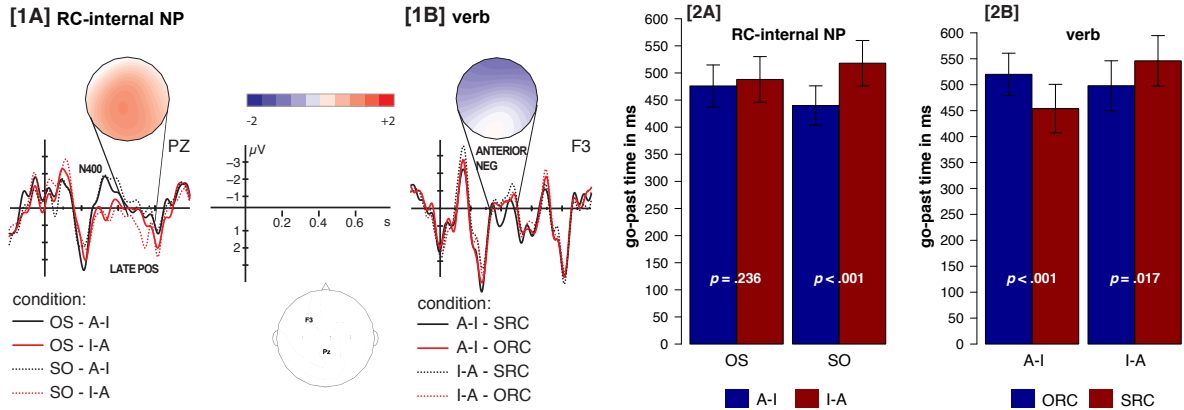 [1A] RC-internal NP
PZ
N400
LATE POS
condition:
OS - A-I
OS - I-A
SO - A-I
SO - I-A
-2
+2
μV
−3
−2
−1
0.2
0.4
0.6
s
1
2
F3
Pz
[1B] verb
F3
ANTERIOR
NEG
condition:
A-I - SRC
A-I - ORC
I-A - SRC
I-A - ORC
[2A]
RC-internal NP
go-past time in ms
600
550
500
450
400
350
300
250
200
150
100
50
0
p = .236
p < .001
OS
SO
A-I
I-A
[2B]
verb
go-past time in ms
600
550
500
450
400
350
300
250
200
150
100
50
0
p < .001
p = .017
A-I
I-A
ORC
SRC